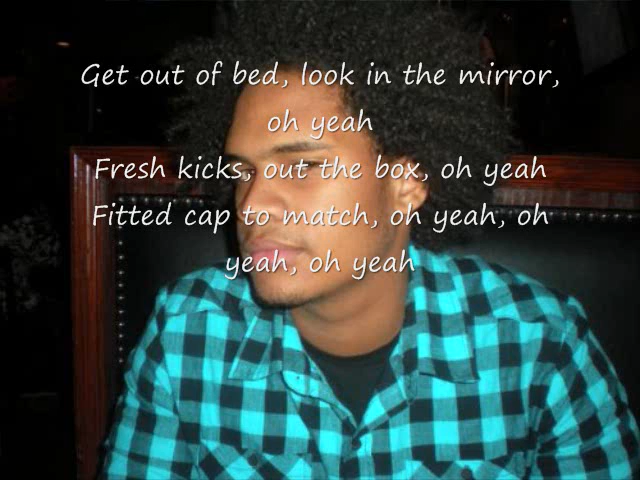 Get out of bed, look in the mirror,
oh yeah
Fresh kicks, out the box, oh yeah
Fitted cap to match, oh yeah, oh
yeah, oh yeah